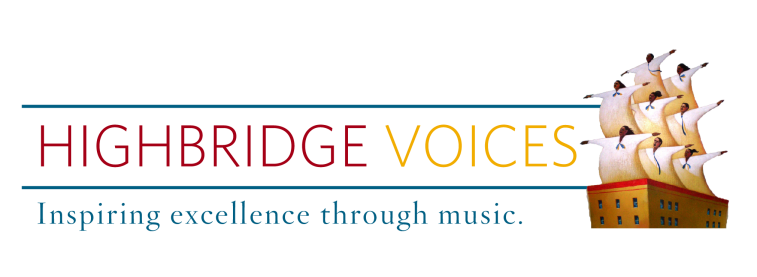 HIGHBRIDGE VOICES
Inspiring excellence through music.